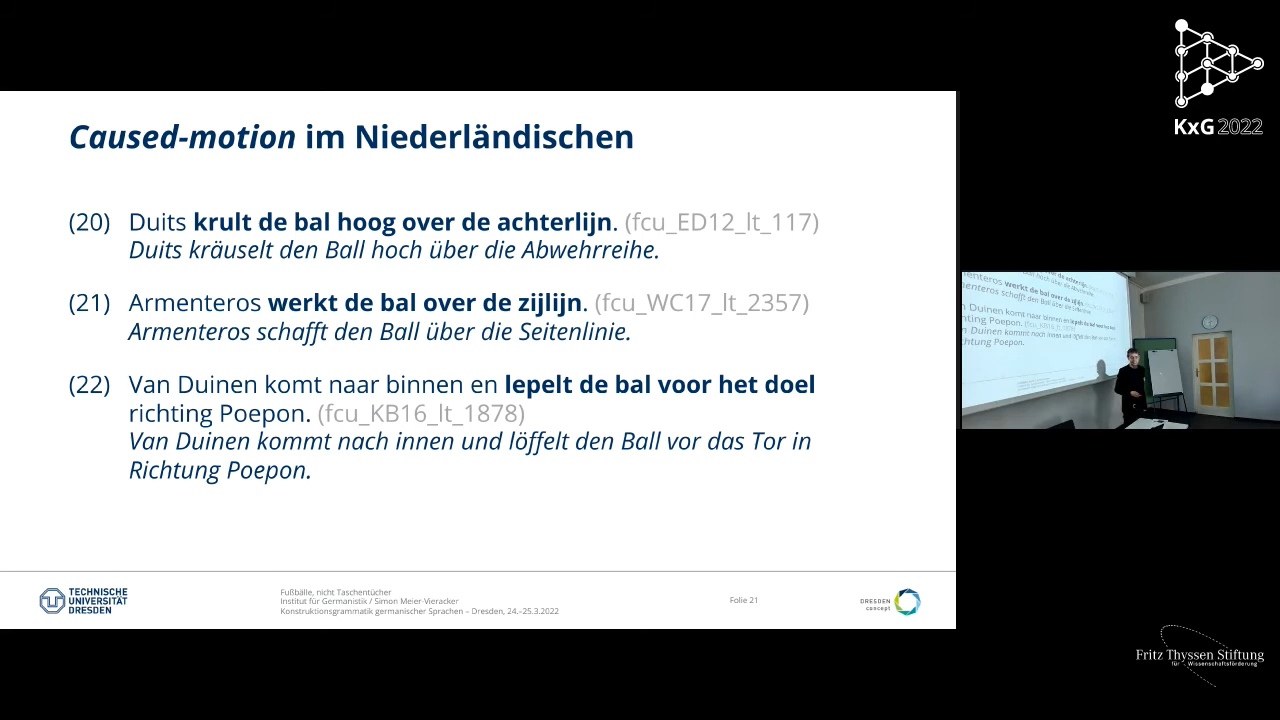 Caused-motion im Niederländischen
(20) Duits krult de bal hoog over de achterlijn. (fcu_ED12_lt_117)
Duits kräuselt den Ball hoch über die Abwehrreihe.
(21) Armenteros werkt de bal over de zijlijn. (fcu_WC17_lt_2357)
Armenteros schafft den Ball über die Seitenlinie.
(22) Van Duinen komt naar binnen en lepelt de bal voor het doel
richting Poepon. (fcu_KB16_lt_1878)
Van Duinen kommt nach innen und löffelt den Ball vor das Tor in
Richtung Poepon.
TECHNISCHE
UNIVERSITÄT
DRESDEN
Fußbälle, nicht Taschentücher
Institut für Germanistik / Simon Meier-Vieracker
Konstruktionsgrammatik germanischer Sprachen – Dresden, 24.–25.3.2022
Folie 21
DRESDEN
concept
KxG 2022
Fritz Thyssen Stiftung
für Wissenschaftsförderung